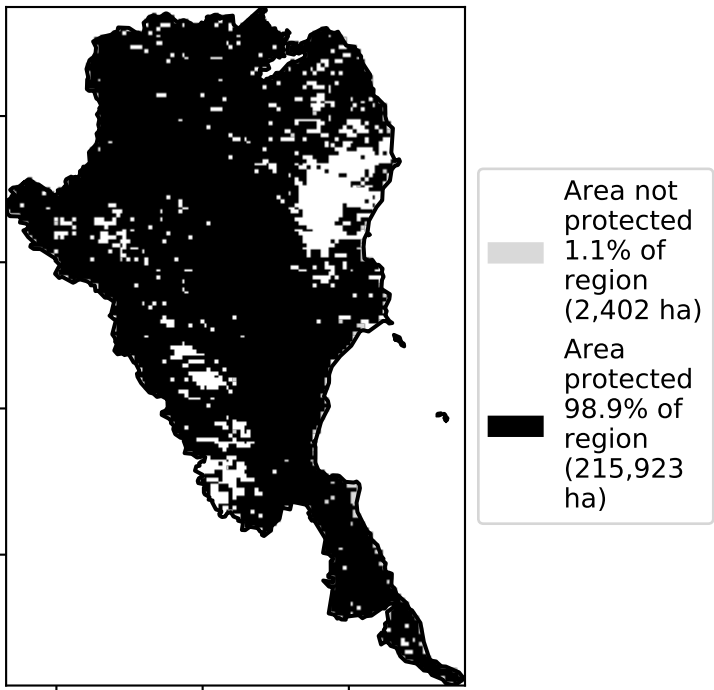 Area not
protected
1.1% of
region
(2,402 ha)
Area
protected
98.9% of
region
(215,923
ha)